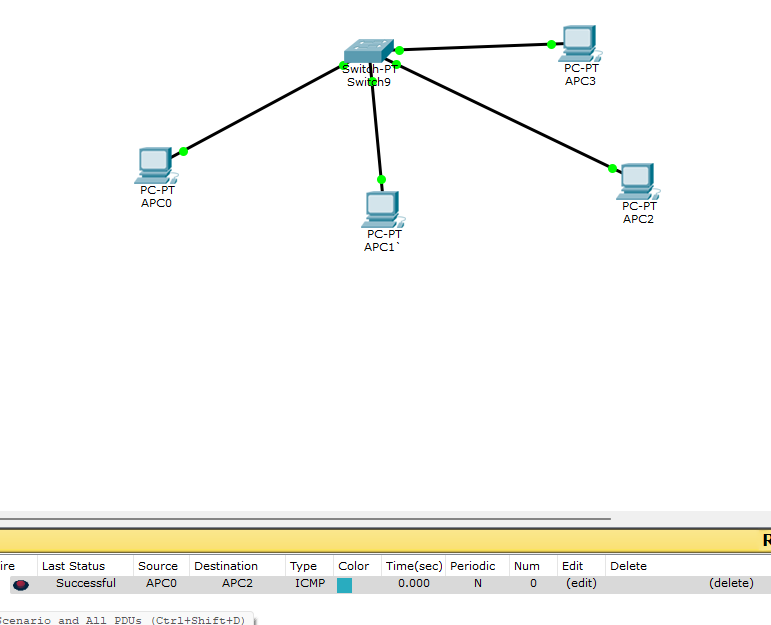 Switch-PT
Switch9
PC-PT
APC3
PC-PT
APC0
PC-PT
APC2
PC-PT
APC1`
R
ire Last Status Source Destination Type Color Time(sec) Periodic Num Edit Delete
Successful APC0 APC2 ICMP 0.000 N 0 (edit) (delete)
Scenario and All PDUs (Ctrl+Shift+D)